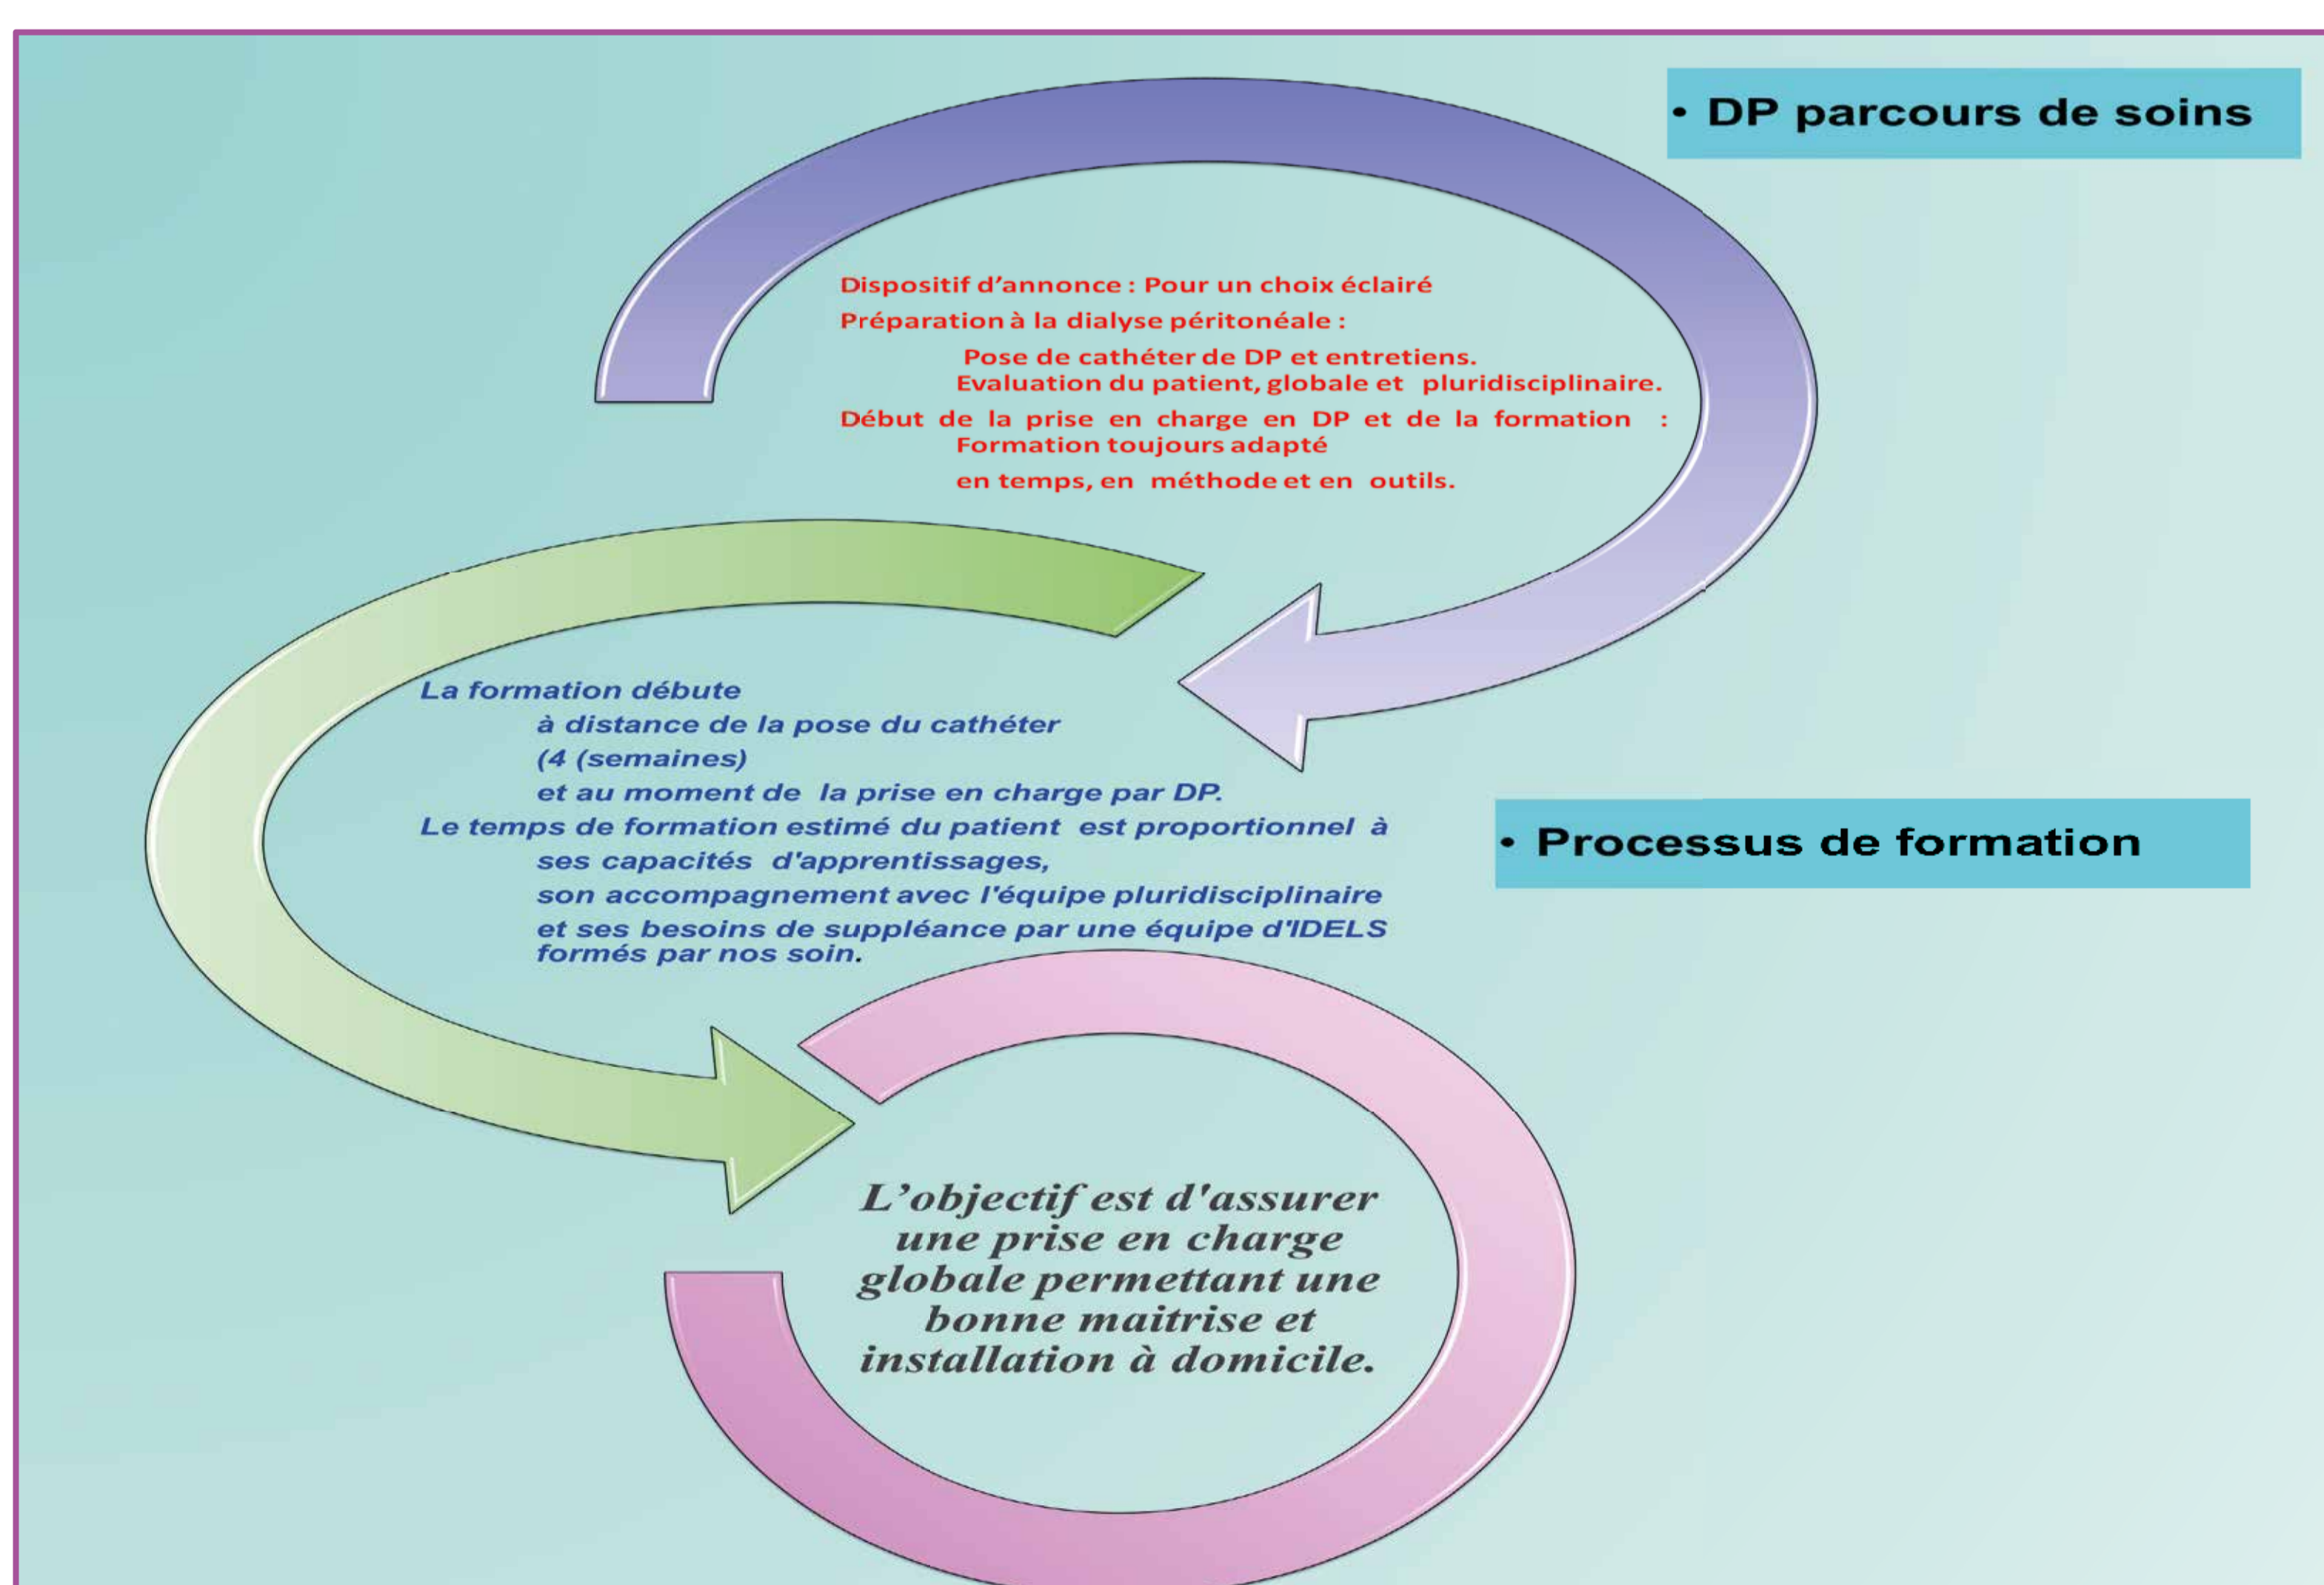 • DP parcours de soins
Dispositif d’annonce : Pour un choix éclairé
Préparation à la dialyse péritonéale :
Pose de cathéter de DP et entretiens.
Evaluation du patient, globale et pluridisciplinaire.
Début de la prise en charge en DP et de la formation :
Formation toujours adapté
en temps, en méthode et en outils.
La formation débute
à distance de la pose du cathéter
(4 (semaines)
et au moment de la prise en charge par DP.
Le temps de formation estimé du patient est proportionnel à
ses capacités d'apprentissages,
son accompagnement avec l'équipe pluridisciplinaire
et ses besoins de suppléance par une équipe d'IDELS
formés par nos soin.
• Processus de formation
L’objectif est d'assurer
une prise en charge
globale permettant une
bonne maitrise et
installation à domicile.